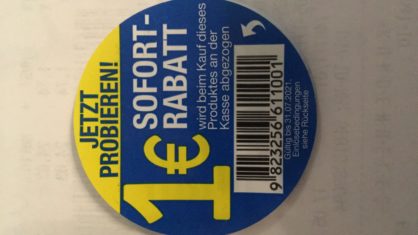 JETZT
PROBIEREN!
1€
SOFORT-
RABATT
wird beim Kauf dieses
Produktes an der
Kasse abgezogen
9 823256 611001
Gültig bis 31.07.2021.
Einlösebedingungen
siehe Rückseite